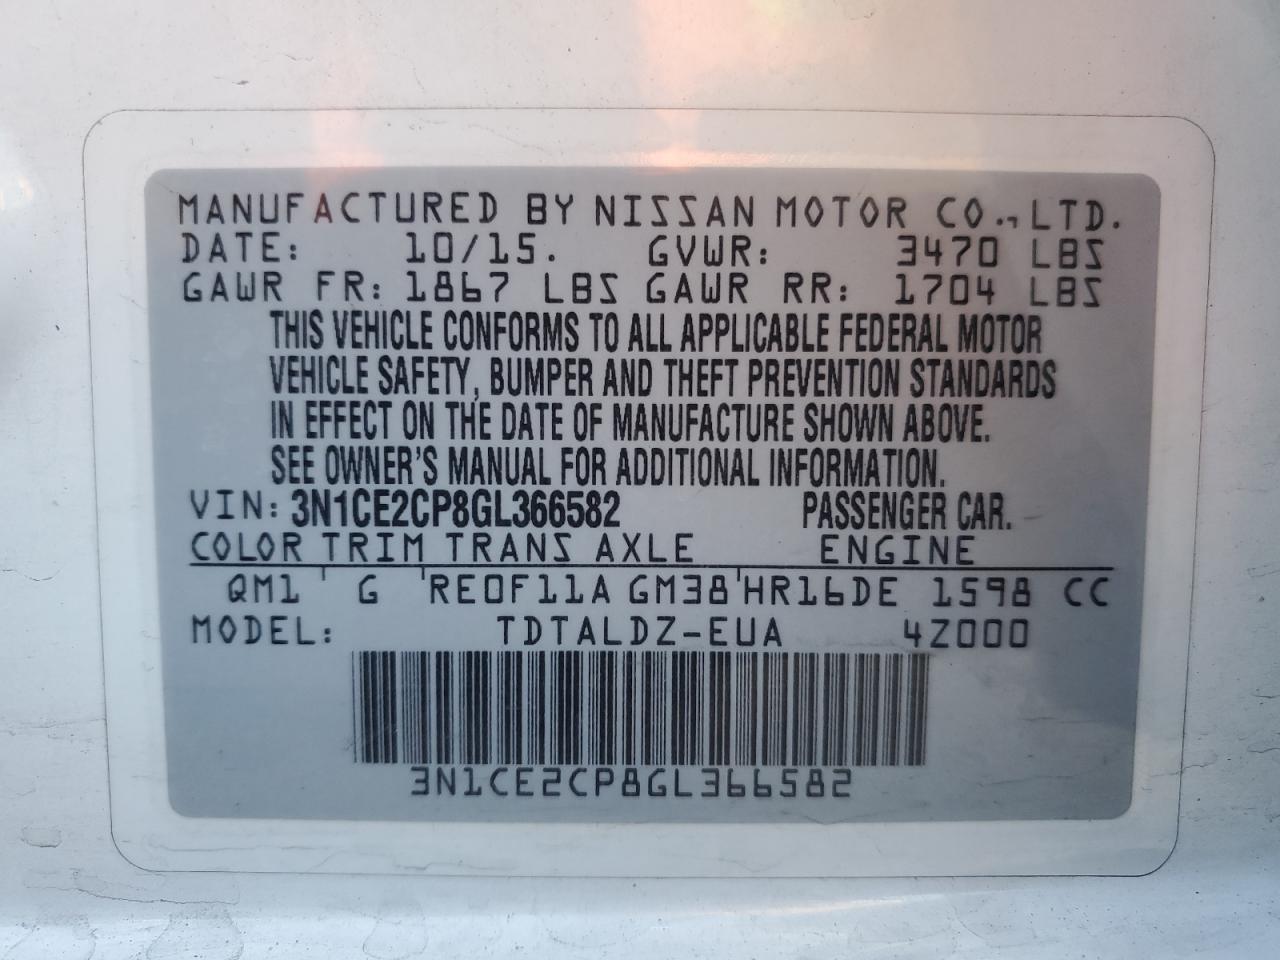 MANUFACTURED BY NISSAN MOTOR CO., LTD.
DATE: 10/15. GVWR: 3470 LBS
GAWR FR: 1867 LBS GAWR RR: 1704 LBS
THIS VEHICLE CONFORMS TO ALL APPLICABLE FEDERAL MOTOR
VEHICLE SAFETY, BUMPER AND THEFT PREVENTION STANDARDS
IN EFFECT ON THE DATE OF MANUFACTURE SHOWN ABOVE.
SEE OWNER'S MANUAL FOR ADDITIONAL INFORMATION.
VIN: 3N1CE2CP8GL366582 PASSENGER CAR.
COLOR TRIM TRANS AXLE ENGINE
QM1 G RE0F11A GM38 HR16DE 1598 CC
MODEL: TDTALDZ-EUA 4Z000
3N1CE2CP8GL366582